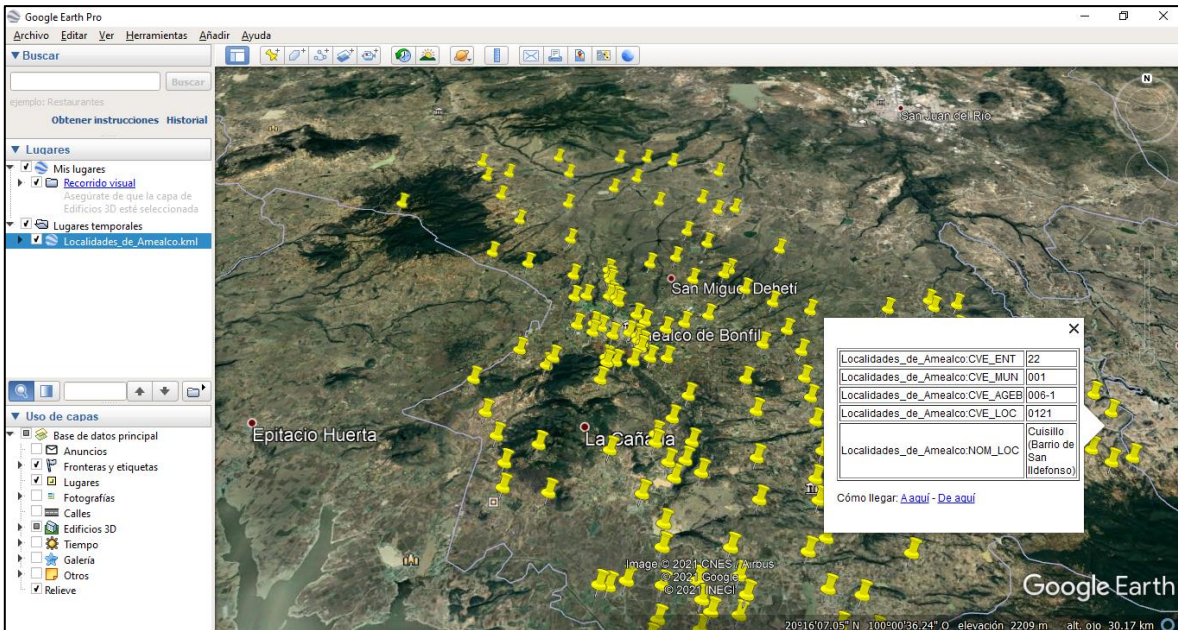 Google Earth Pro
Archivo Editar Ver Herramientas Añadir Ayuda
Buscar
Buscar
ejemplo: Restaurantes
Obtener instrucciones Historial
Lugares
Mis lugares
Recorrido visual
Asegúrate de que la capa de
Edificios 3D esté seleccionada
Lugares temporales
Localidades_de_Amealco.kml
Uso de capas
Base de datos principal
Anuncios
Fronteras y etiquetas
Lugares
Fotografías
Calles
Edificios 3D
Tiempo
Galería
Otros
Relieve
N
San Juan del Río
San Miguel Dehetí
ealco de Bonfil
Epitacio Huerta
La Cañada
Localidades_de_Amealco:CVE_ENT 22
Localidades_de_Amealco:CVE_MUN 001
Localidades_de_Amealco:CVE_AGEB 006-1
Localidades_de_Amealco:CVE_LOC 0121
Localidades_de_Amealco:NOM_LOC Cuisillo
(Barrio de
San
Ildefonso)
Cómo llegar: A aquí - De aquí
Image © 2021 CNES / Airbus
© 2021 Google
© 2021 INEGI
Google Earth
20°16'07.05" N 100°00'36.24" O elevación 2209 m alt. ojo 30.17 km